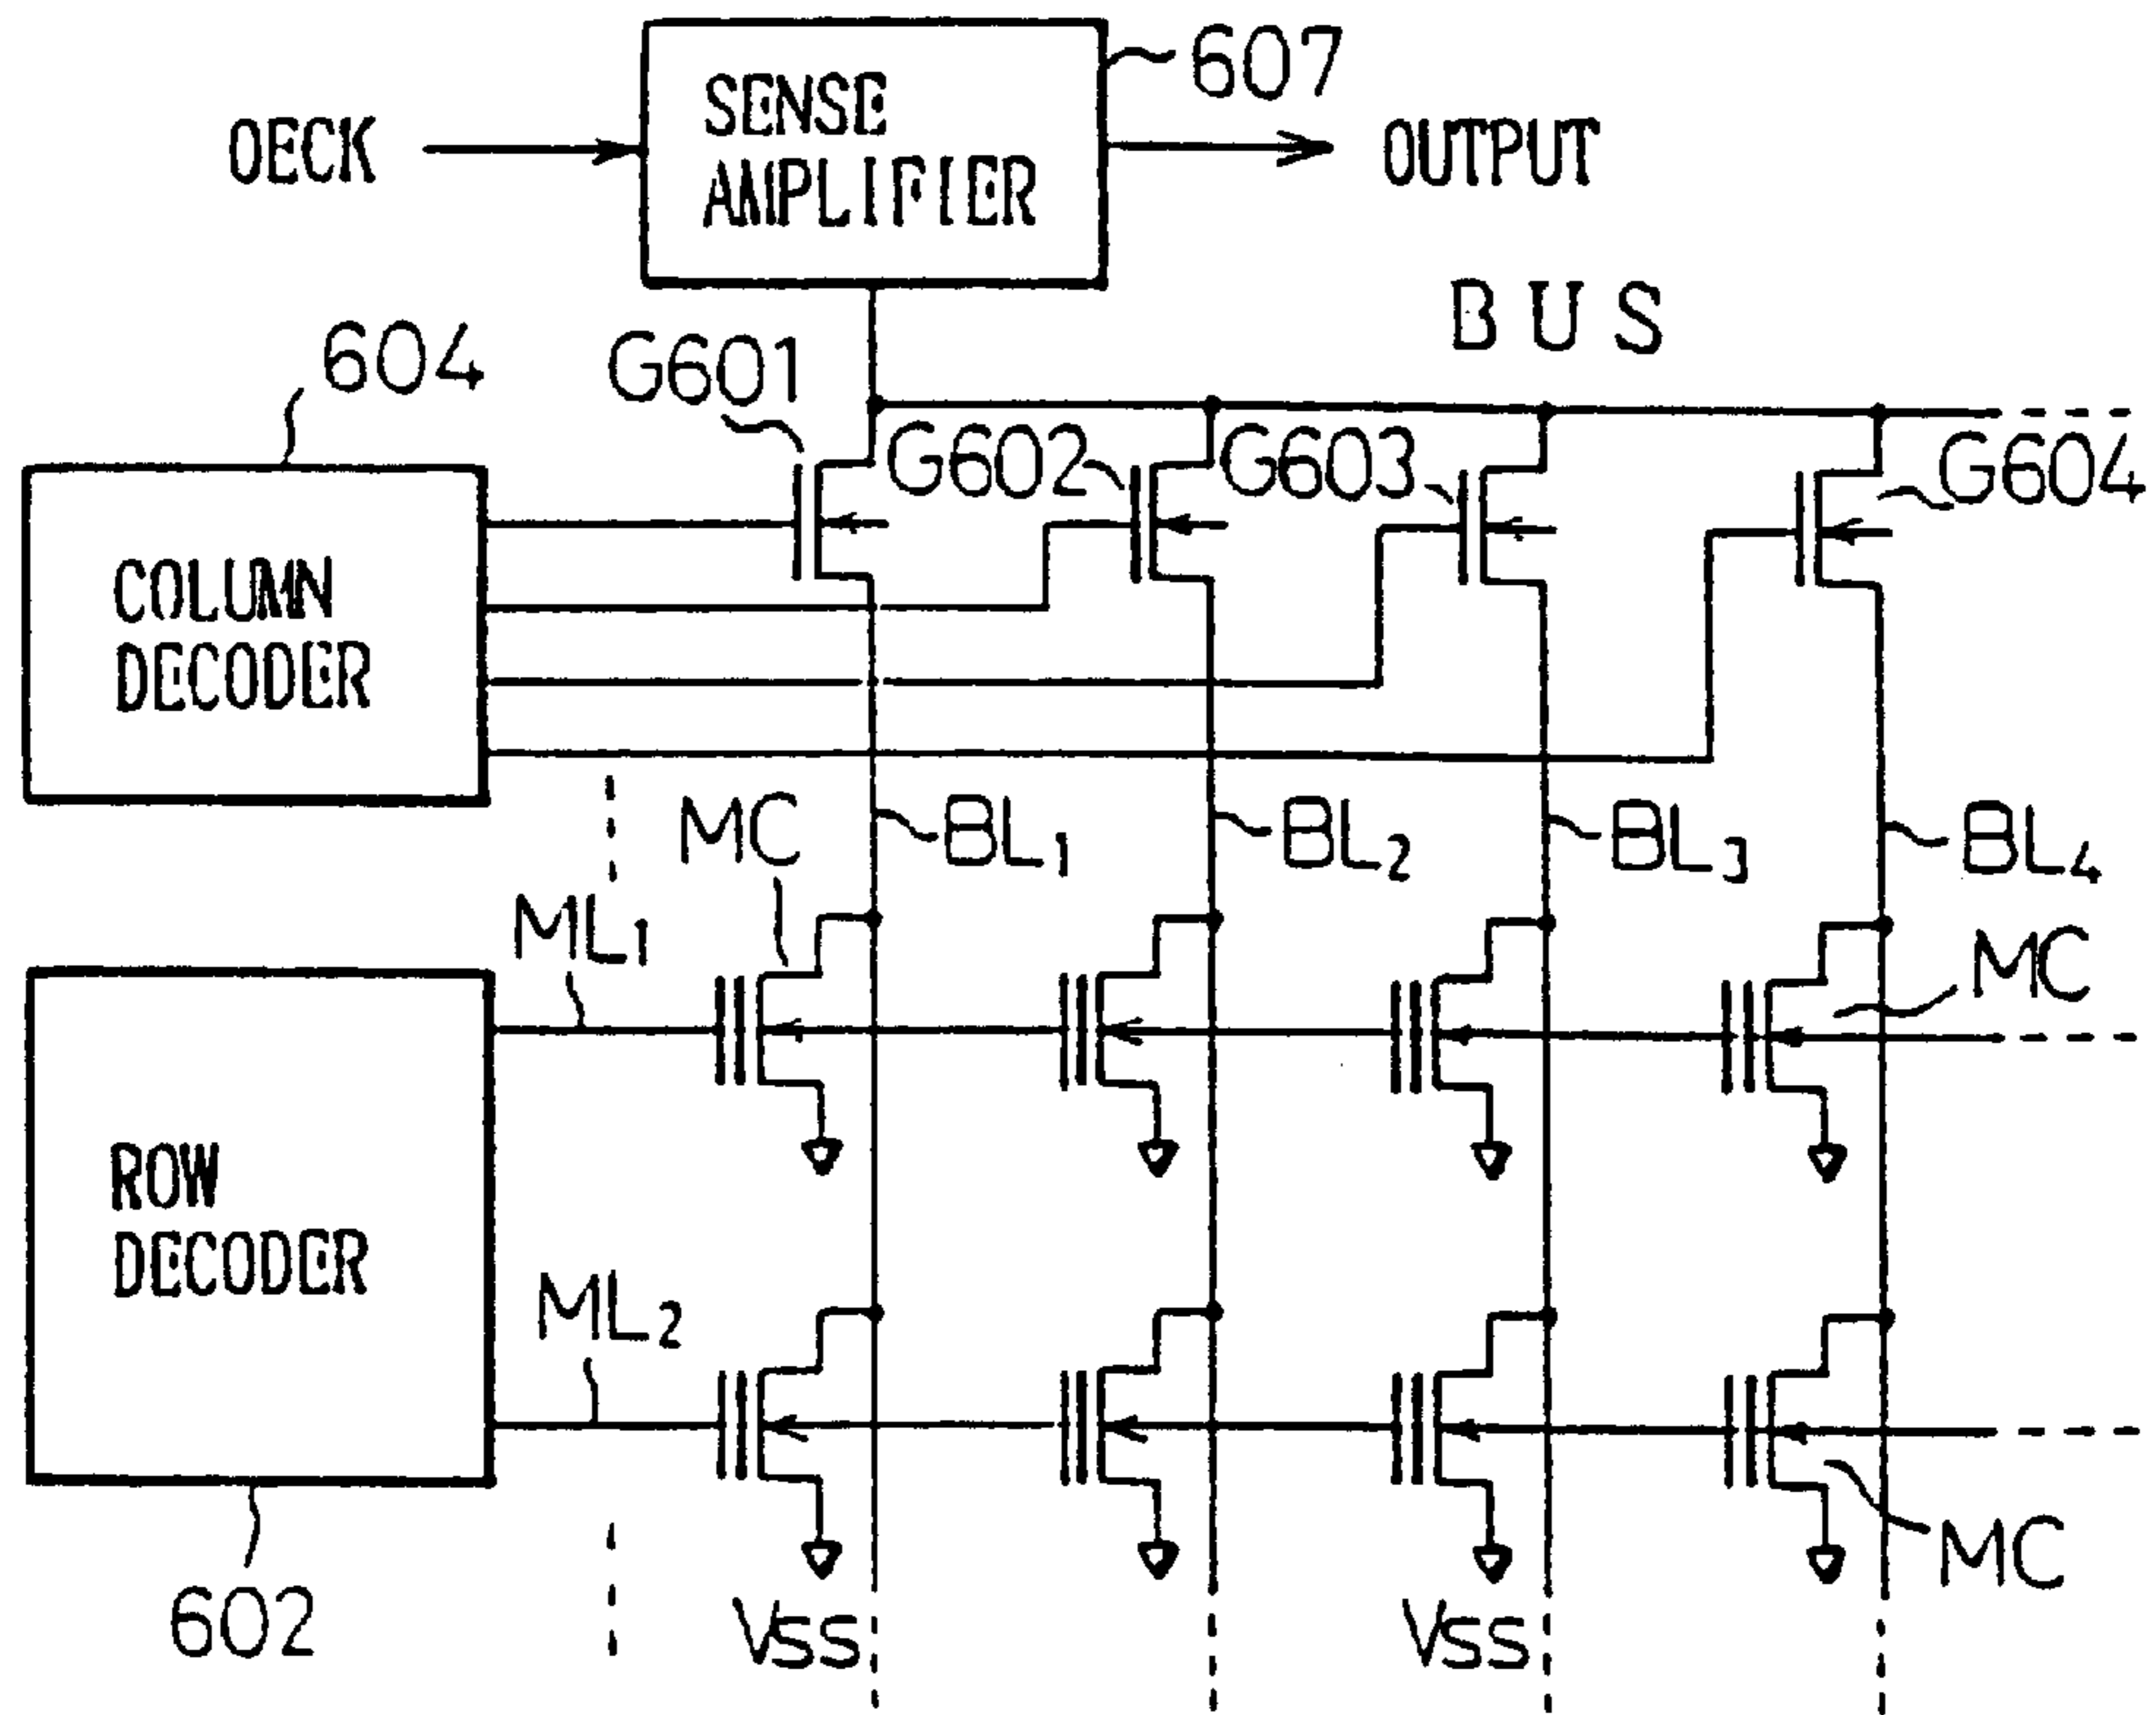 607
SENSE
AMPLIFIER
OECK
OUTPUT
BUS
604
G601
G602
G603
G604
COLUMN
DECODER
MC
BL1
BL2
BL3
BL4
ML1
MC
ROW
DECODER
ML2
MC
602
VSS
VSS